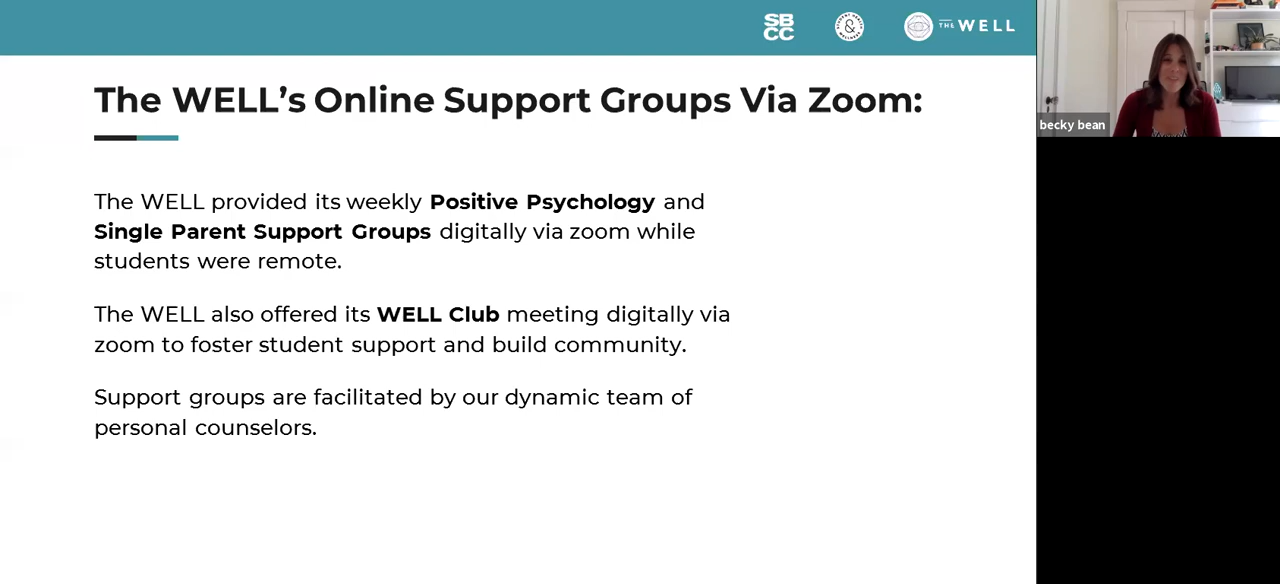 SB
CC
&
THE WELL
The WELL's Online Support Groups Via Zoom:
becky bean
The WELL provided its weekly Positive Psychology and
Single Parent Support Groups digitally via zoom while
students were remote.
The WELL also offered its WELL Club meeting digitally via
zoom to foster student support and build community.
Support groups are facilitated by our dynamic team of
personal counselors.